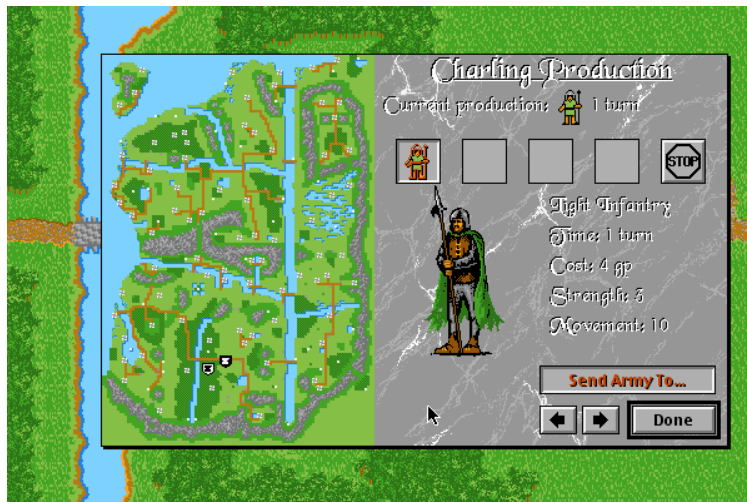 Charling Production
Current production: 1 turn
STOP
Light Infantry
Time: 1 turn
Cost: 4 gp
Strength: 3
Movement: 10
Send Army To...
Done